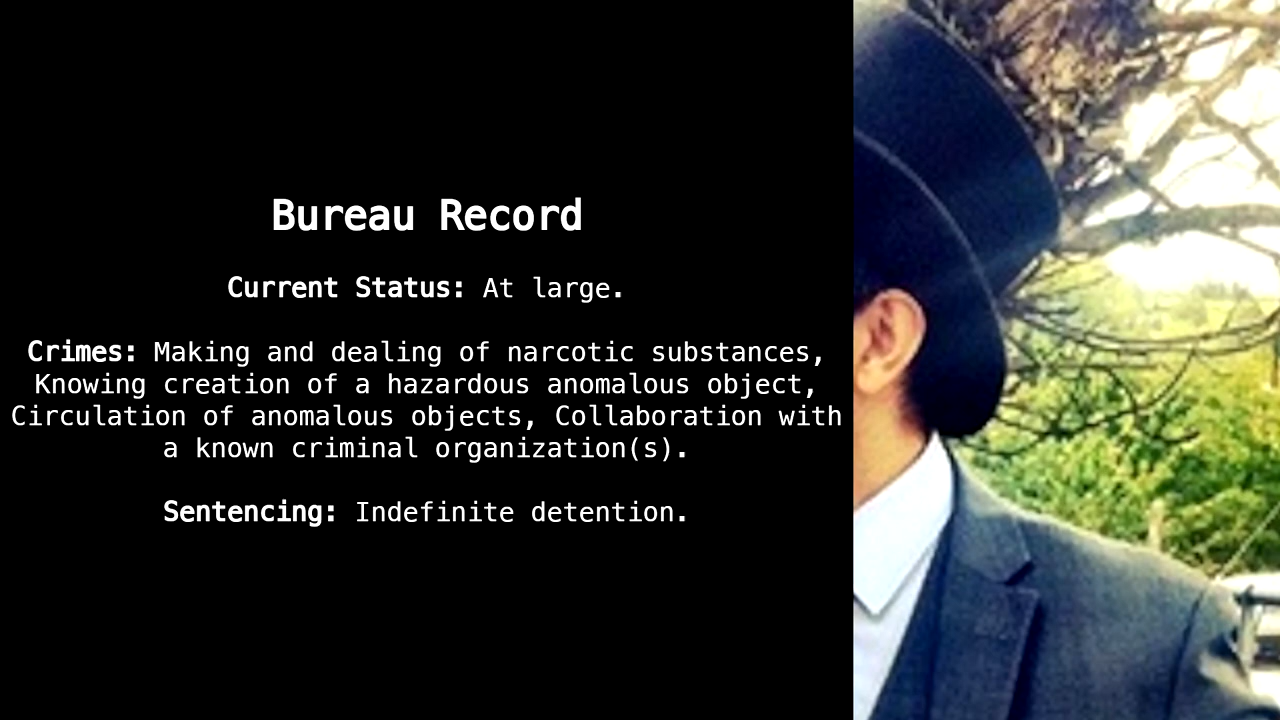 Bureau Record
Current Status: At large.
Crimes: Making and dealing of narcotic substances,
Knowing creation of a hazardous anomalous object,
Circulation of anomalous objects, Collaboration with
a known criminal organization(s).
Sentencing: Indefinite detention.